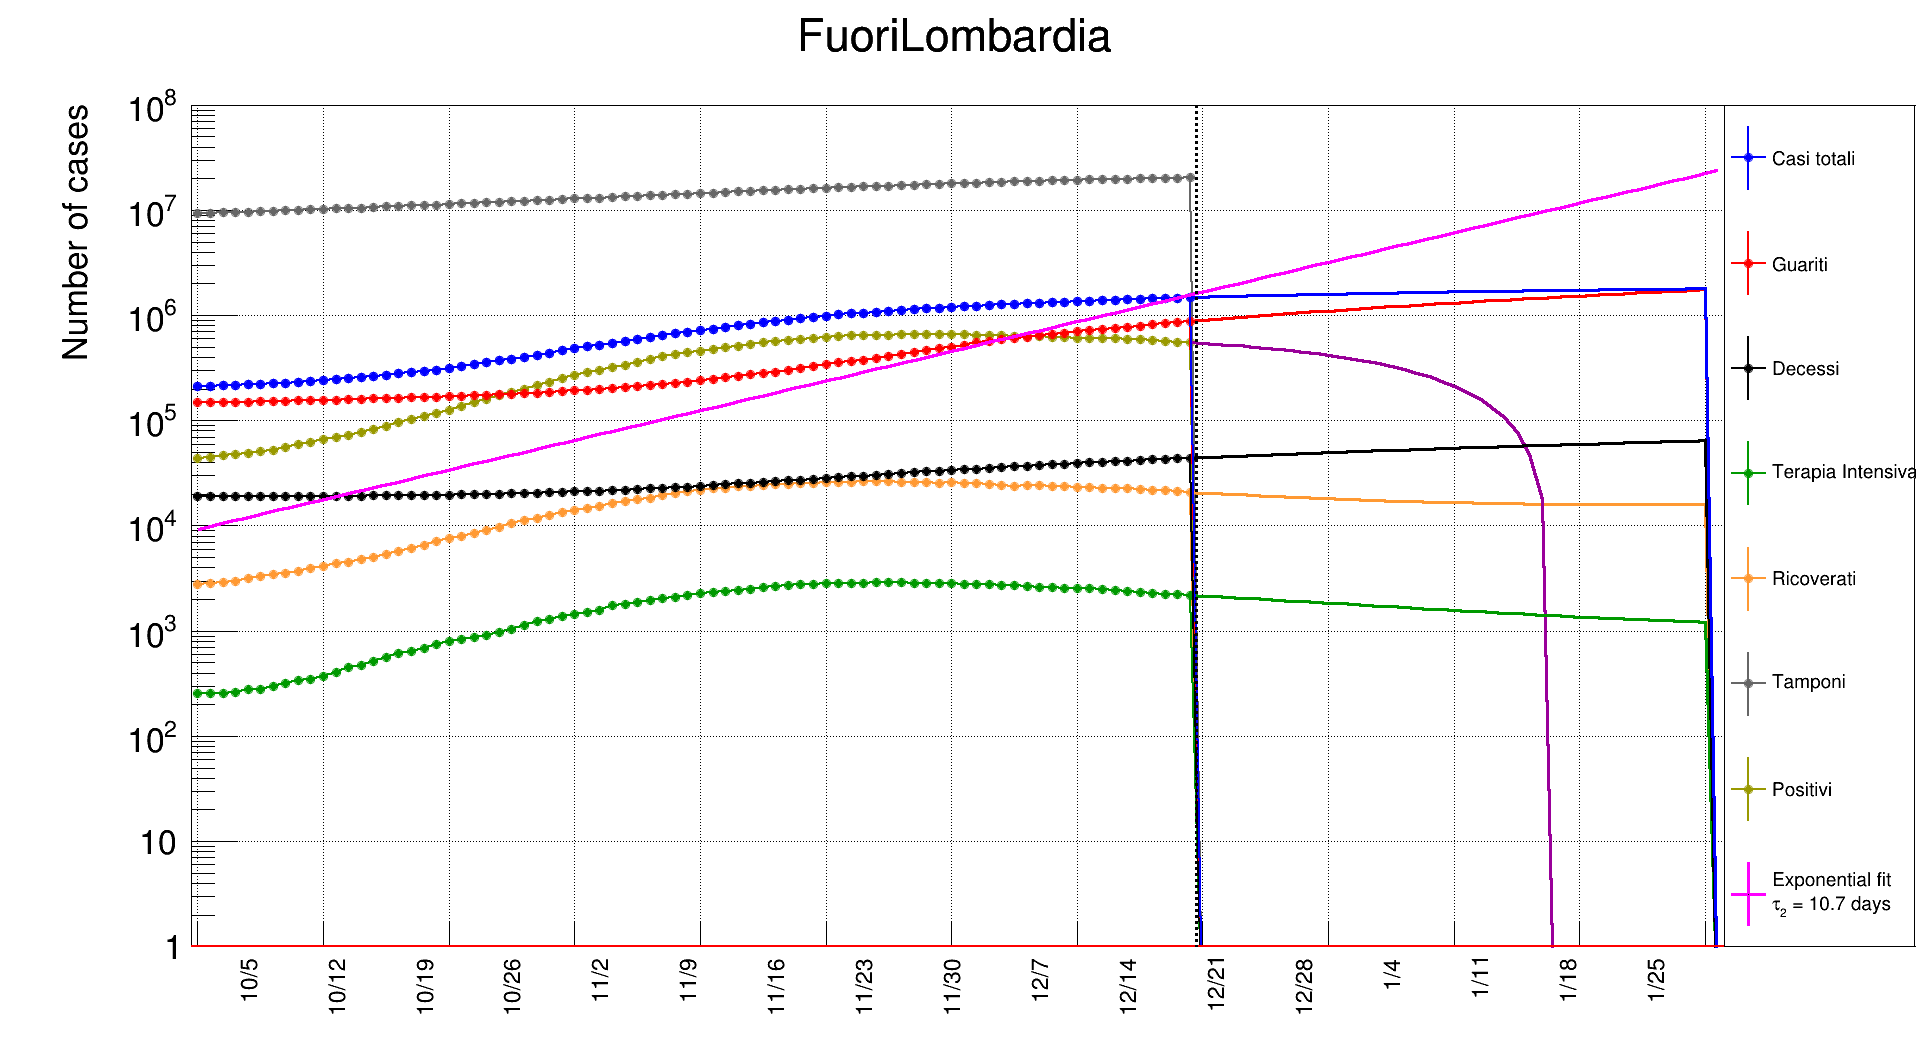 FuoriLombardia
Number of cases
10^8
10^7
10^6
10^5
10^4
10^3
10^2
10
1
10/5
10/12
10/19
10/26
11/2
11/9
11/16
11/23
11/30
12/7
12/14
12/21
12/28
1/4
1/11
1/18
1/25
Casi totali
Guariti
Decessi
Terapia Intensiva
Ricoverati
Tamponi
Positivi
Exponential fit
τ₂ = 10.7 days